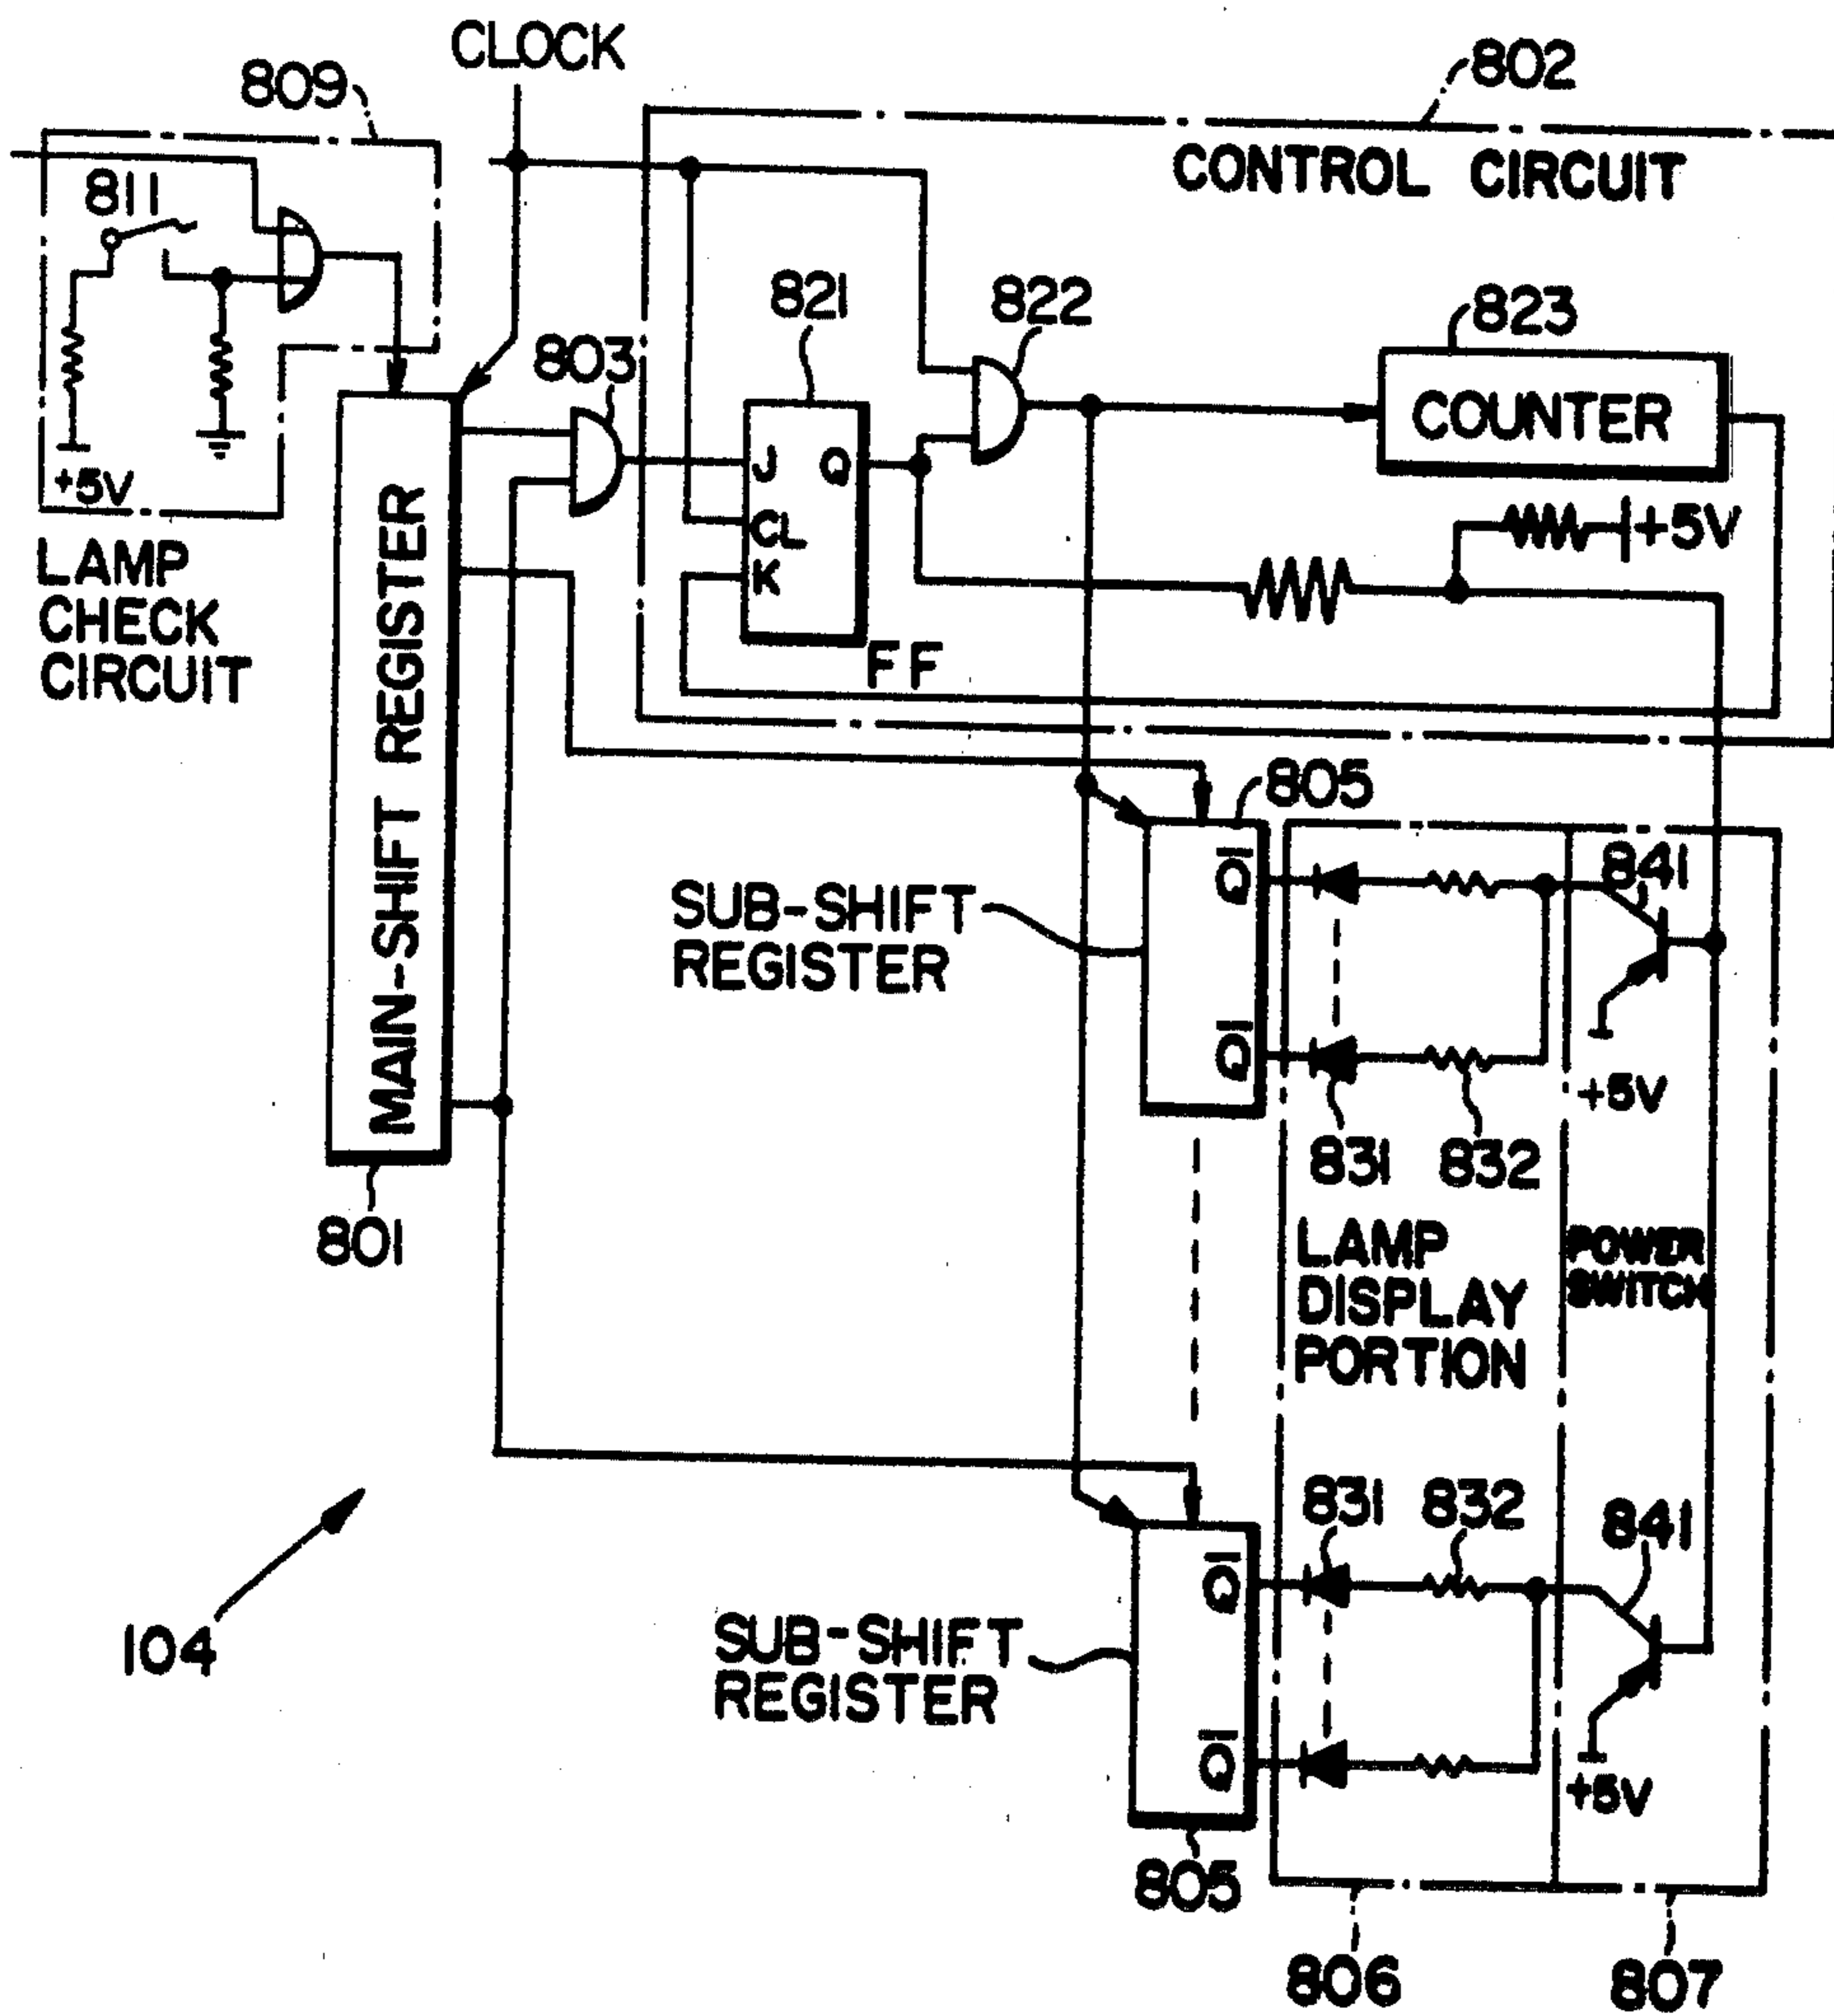 CLOCK
809
802
CONTROL CIRCUIT
811
821
822
823
803
COUNTER
J Q
CL
K
+5V
+5V
FF
LAMP
CHECK
CIRCUIT
MAIN-SHIFT REGISTER
805
841
Q
SUB-SHIFT
REGISTER
Q
+5V
831 832
801
LAMP
DISPLAY
PORTION
POWER
SWITCH
831 832
841
104
Q
SUB-SHIFT
REGISTER
Q
+5V
805
806
807